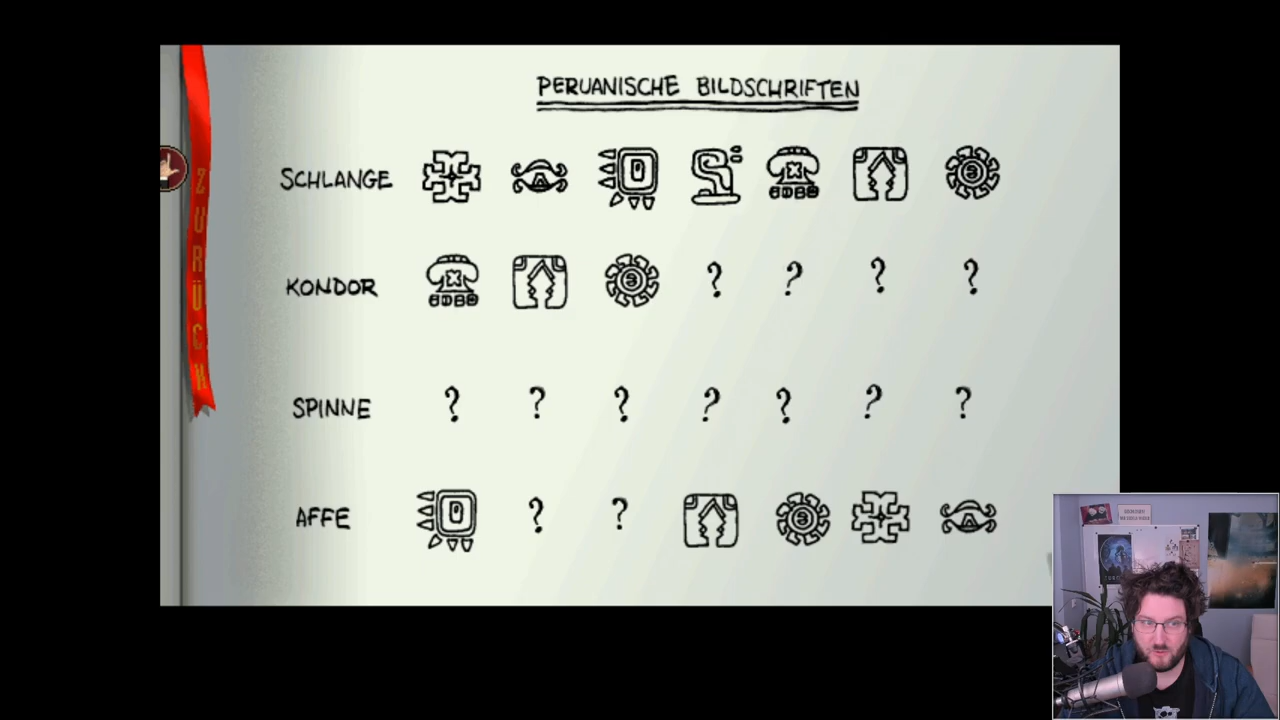 PERUANISCHE BILDSCHRIFTEN
SCHLANGE
KONDOR ? ? ? ?
SPINNE ? ? ? ? ? ? ?
AFFE ? ?
ZURÜCK